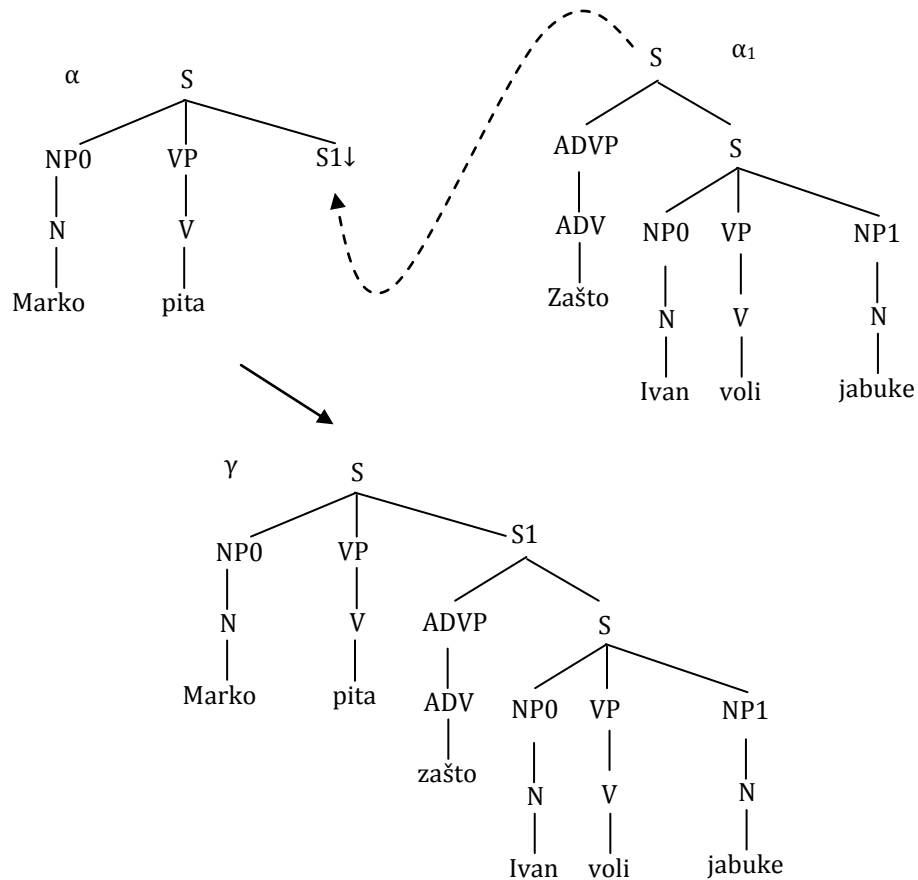 α S S α₁
NP0 VP S1↓ ADVP S
N V ADV NP0 VP NP1
Marko pita Zašto N V N
Ivan voli jabuke
γ S
NP0 VP S1
N V ADVP S
Marko pita ADV NP0 VP NP1
zašto N V N
Ivan voli jabuke